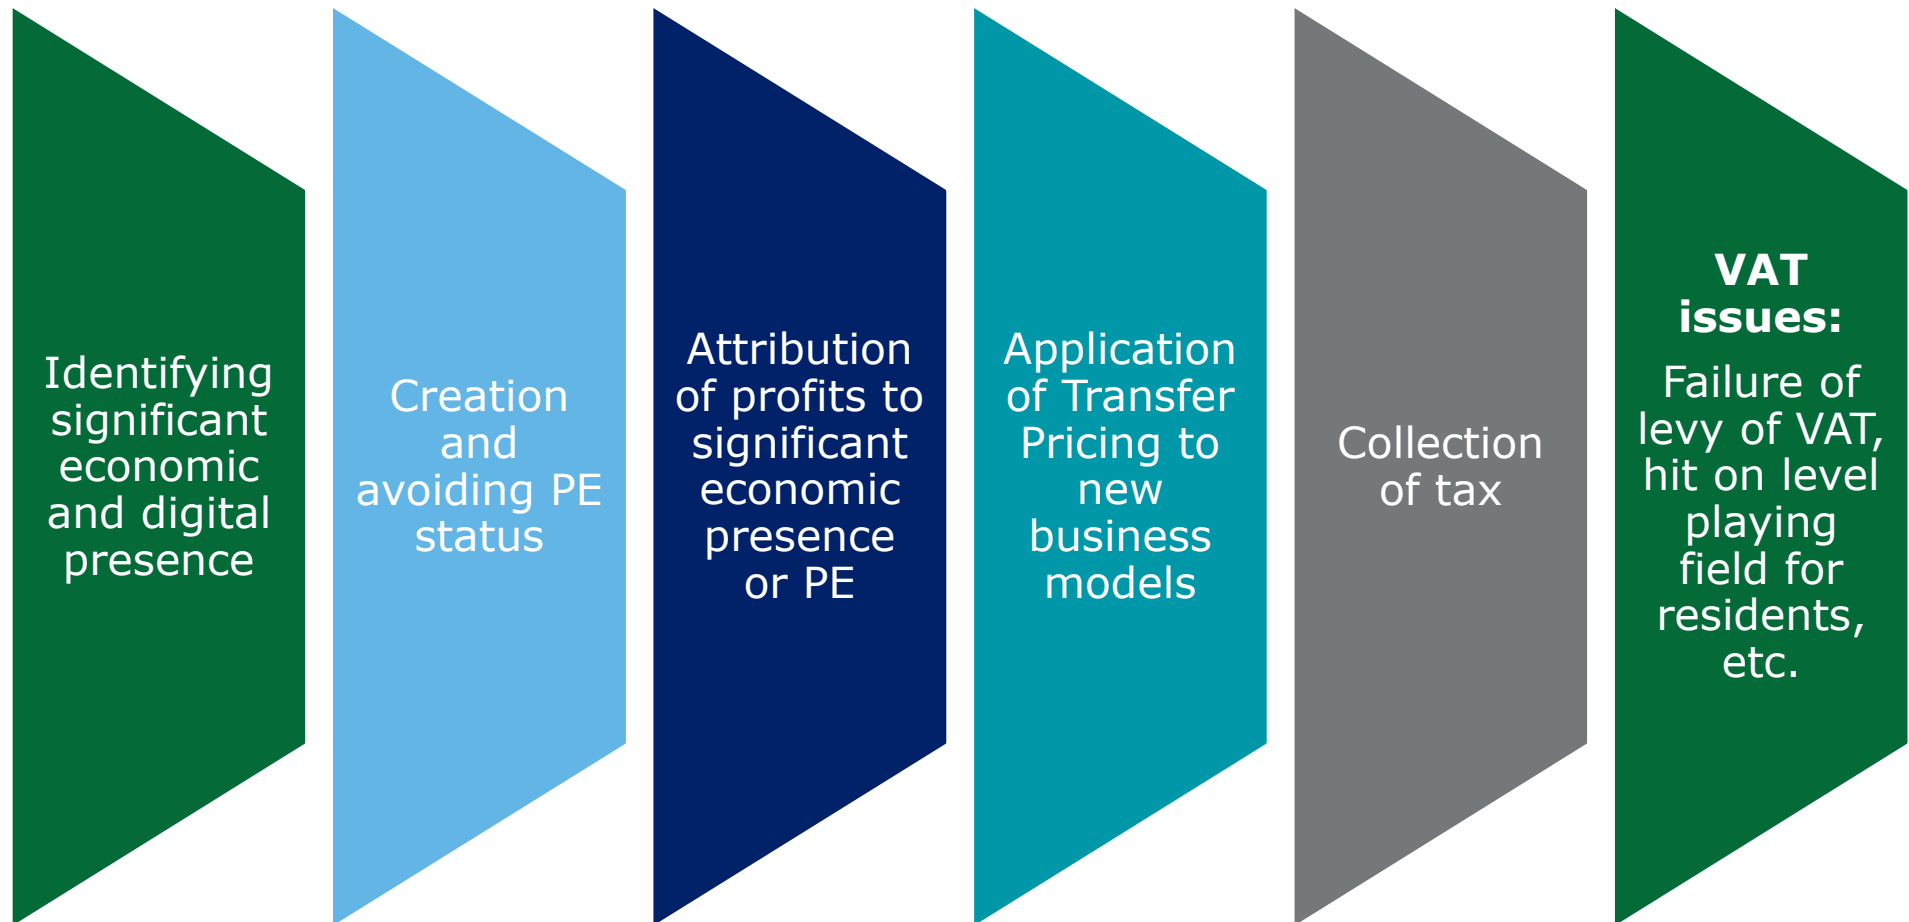 Identifying
significant
economic
and digital
presence
Creation
and
avoiding PE
status
Attribution
of profits to
significant
economic
presence
or PE
Application
of Transfer
Pricing to
new
business
models
Collection
of tax
VAT
issues:
Failure of
levy of VAT,
hit on level
playing
field for
residents,
etc.